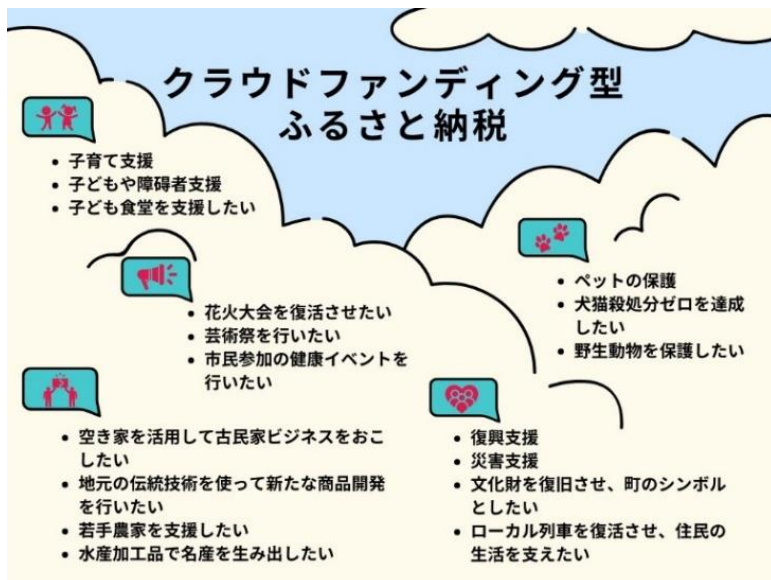 クラウドファンディング型
ふるさと納税
• 子育て支援
• 子どもや障碍者支援
• 子ども食堂を支援したい
• 花火大会を復活させたい
• 芸術祭を行いたい
• 市民参加の健康イベントを
行いたい
• ペットの保護
• 犬猫殺処分ゼロを達成
したい
• 野生動物を保護したい
• 空き家を活用して古民家ビジネスをおこ
したい
• 地元の伝統技術を使って新たな商品開発
を行いたい
• 若手農家を支援したい
• 水産加工品で名産を生み出したい
• 復興支援
• 災害支援
• 文化財を復旧させ、町のシンボル
としたい
• ローカル列車を復活させ、住民の
生活を支えたい